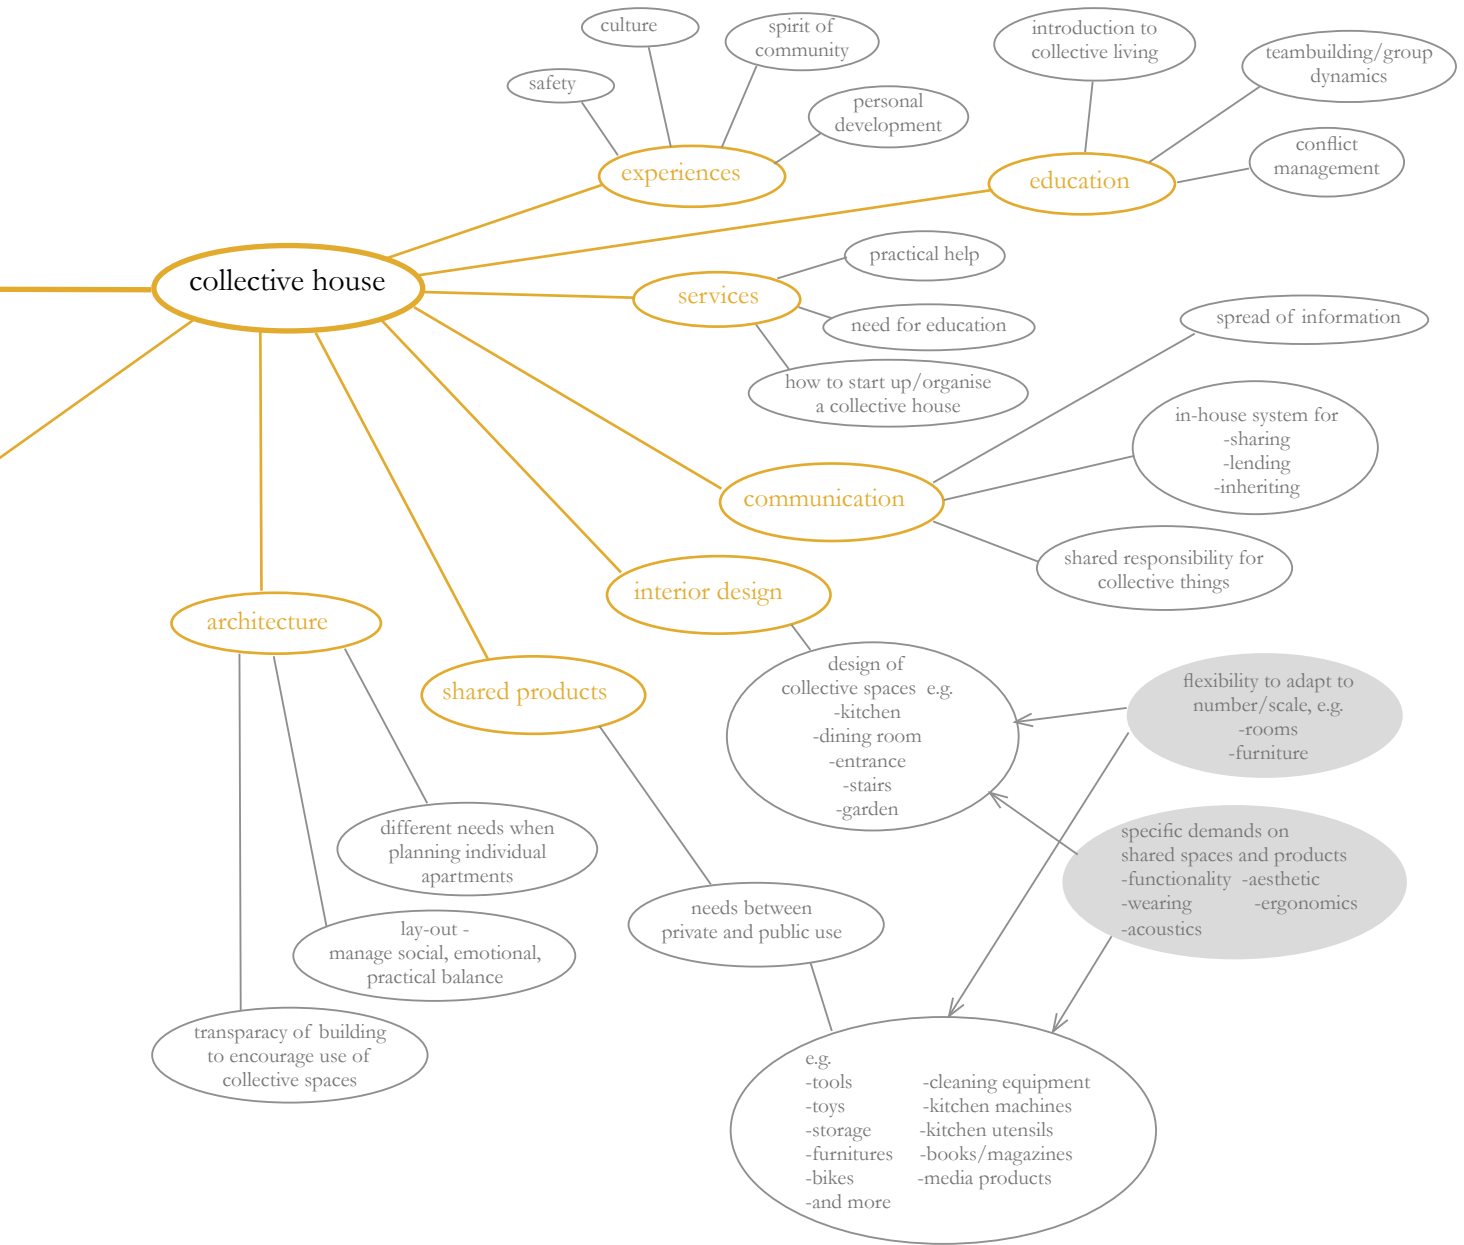 culture
spirit of
community
safety
personal
development
experiences
introduction to
collective living
teambuilding/group
dynamics
conflict
management
education
collective house
practical help
services
need for education
how to start up/organise
a collective house
spread of information
in-house system for
-sharing
-lending
-inheriting
communication
shared responsibility for
collective things
interior design
architecture
shared products
design of
collective spaces e.g.
-kitchen
-dining room
-entrance
-stairs
-garden
flexibility to adapt to
number/scale, e.g.
-rooms
-furniture
specific demands on
shared spaces and products
-functionality -aesthetic
-wearing -ergonomics
-acoustics
different needs when
planning individual
apartments
lay-out -
manage social, emotional,
practical balance
transparacy of building
to encourage use of
collective spaces
needs between
private and public use
e.g.
-tools -cleaning equipment
-toys -kitchen machines
-storage -kitchen utensils
-furnitures -books/magazines
-bikes -media products
-and more